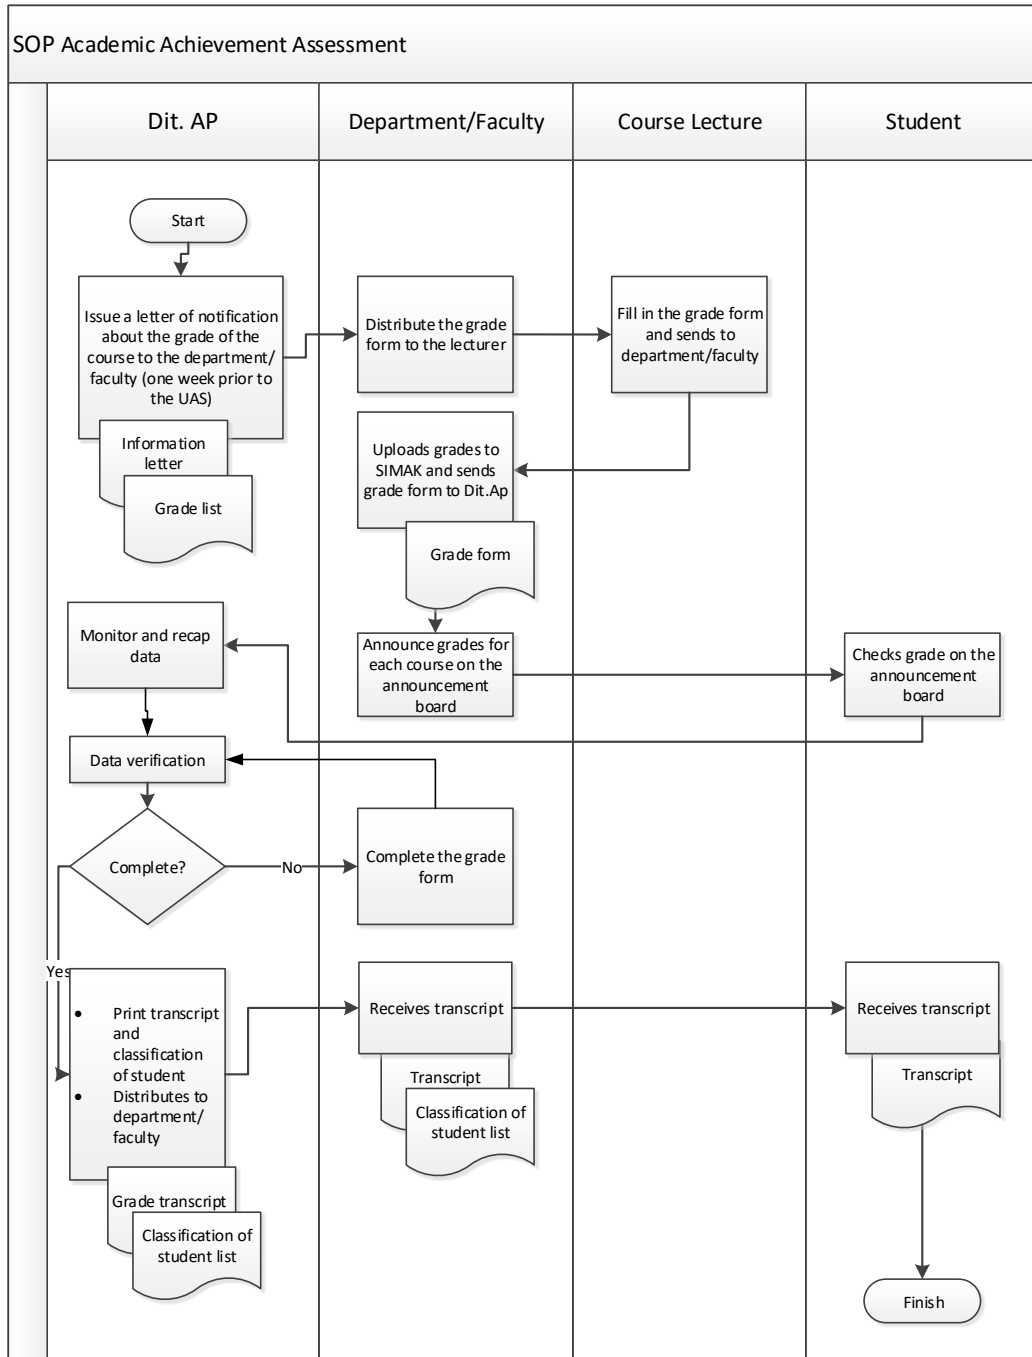 SOP Academic Achievement Assessment
Dit. AP
Department/Faculty
Course Lecture
Student
Start
Issue a letter of notification
about the grade of the
course to the department/
faculty (one week prior to
the UAS)
Information
letter
Grade list
Distribute the grade
form to the lecturer
Fill in the grade form
and sends to
department/faculty
Uploads grades to
SIMAK and sends
grade form to Dit.Ap
Grade form
Announce grades for
each course on the
announcement
board
Checks grade on the
announcement
board
Monitor and recap
data
Data verification
Complete?
No
Complete the grade
form
Yes
• Print transcript
and
classification
of student
• Distributes to
department/
faculty
Grade transcript
Classification of
student list
Receives transcript
Transcript
Classification of
student list
Receives transcript
Transcript
Finish